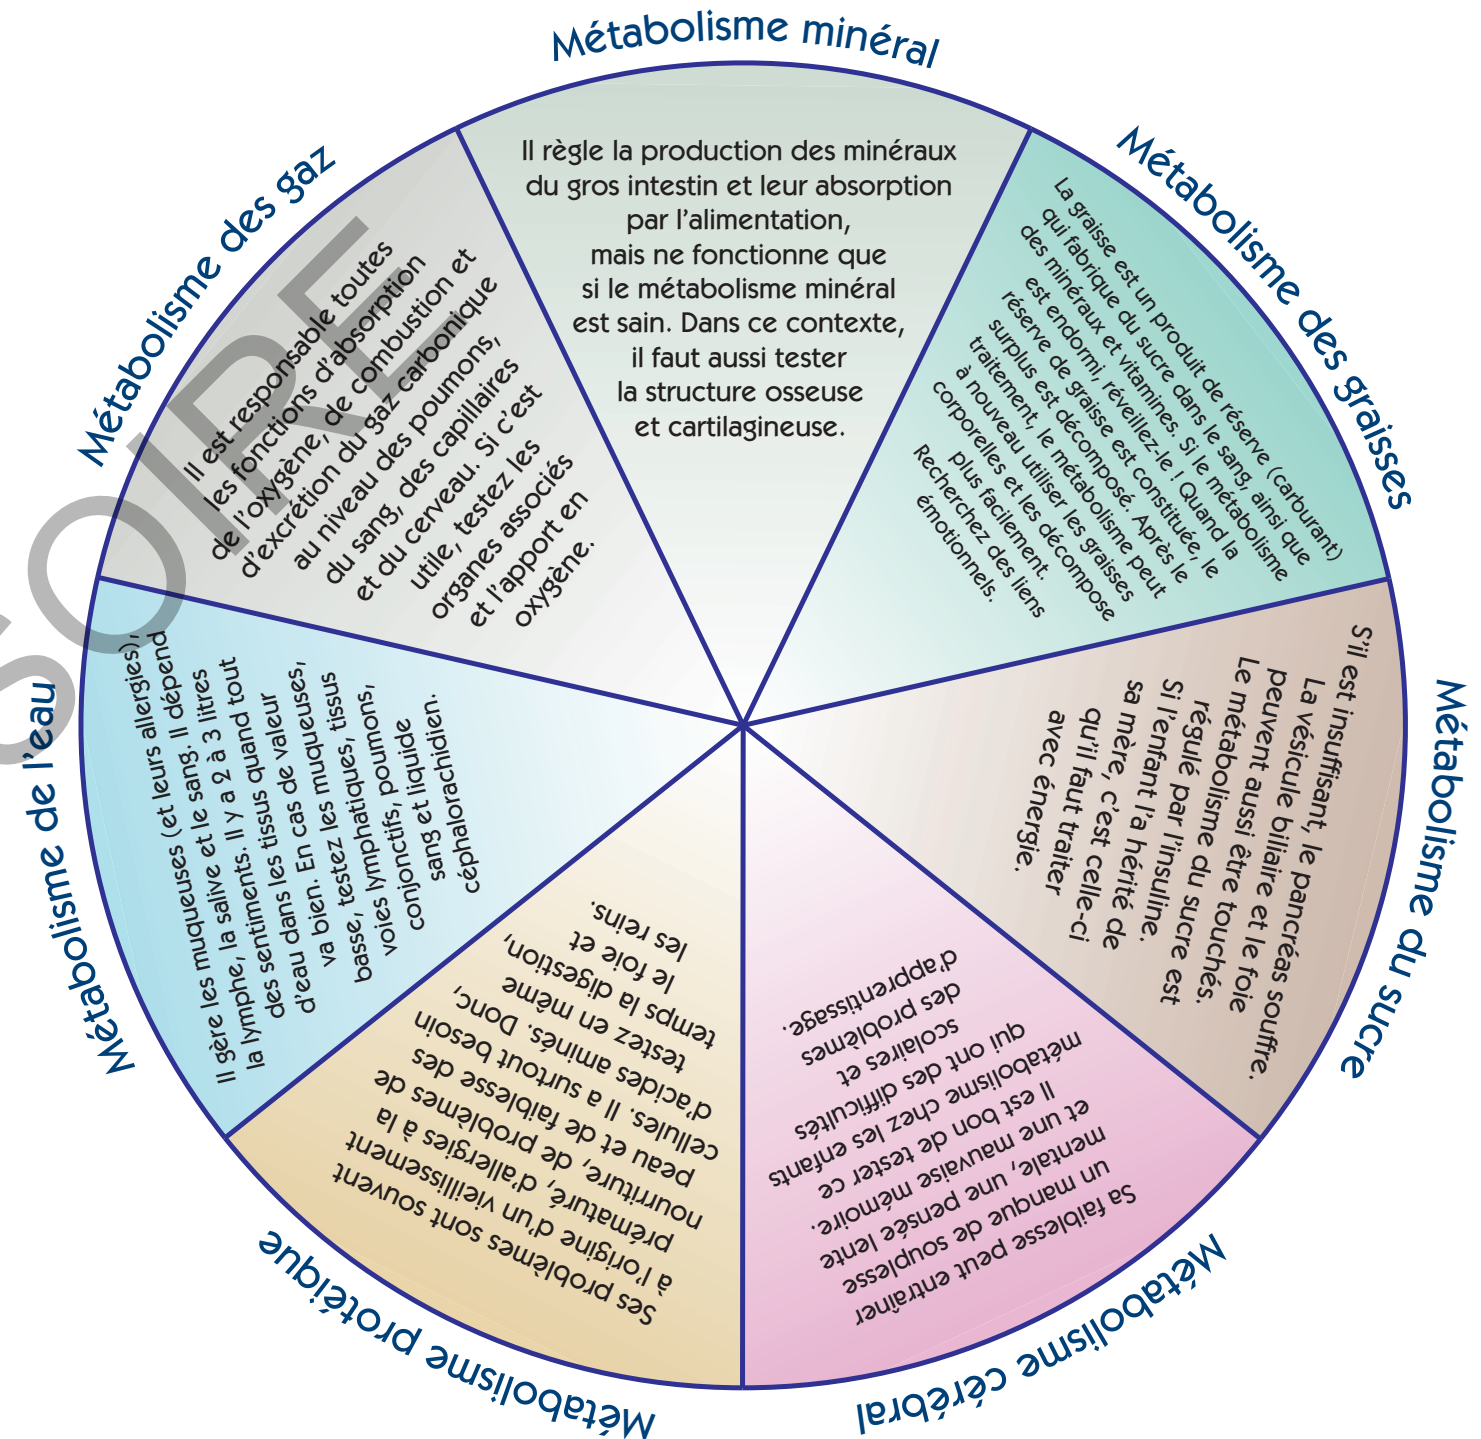 Métabolisme minéral
Il règle la production des minéraux
du gros intestin et leur absorption
par l'alimentation,
mais ne fonctionne que
si le métabolisme minéral
est sain. Dans ce contexte,
il faut aussi tester
la structure osseuse
et cartilagineuse.
Métabolisme des graisses
La graisse est un produit de réserve (carburant)
qui fabrique du sucre dans le sang, ainsi que
des minéraux et vitamines. Si le métabolisme
est endormi, réveillez-le ! Quand la
réserve de graisse est constituée, le
surplus est décomposé. Après le
traitement, le métabolisme peut
à nouveau utiliser les graisses
corporelles et les décompose
plus facilement.
Recherchez des liens
émotionnels.
Métabolisme du sucre
S'il est insuffisant, le pancréas souffre.
La vésicule biliaire et le foie
peuvent aussi être touchés.
Le métabolisme du sucre est
régulé par l'insuline.
Si l'enfant l'a hérité de
sa mère, c'est celle-ci
qu'il faut traiter
avec énergie.
Métabolisme cérébral
Sa faiblesse peut entraîner
un manque de souplesse
mentale, une pensée lente
et une mauvaise mémoire.
Il est bon de tester ce
métabolisme chez les enfants
qui ont des difficultés
scolaires et
des problèmes
d'apprentissage.
Métabolisme protéique
Ses problèmes sont souvent
à l'origine d'un vieillissement
prématuré, d'allergies à la
nourriture, de problèmes de
peau et de faiblesse des
cellules. Il a surtout besoin
d'acides aminés. Donc,
testez en même
temps la digestion,
le foie et
les reins.
Métabolisme de l'eau
Il gère les muqueuses (et leurs allergies),
la lymphe, la salive et le sang. Il dépend
des sentiments. Il y a 2 à 3 litres
d'eau dans les tissus quand tout
va bien. En cas de valeur
basse, testez les muqueuses,
voies lymphatiques, tissus
conjonctifs, poumons,
sang et liquide
céphalorachidien.
Métabolisme des gaz
Il est responsable toutes
les fonctions d'absorption
de l'oxygène, de combustion et
d'excrétion du gaz carbonique
au niveau des poumons,
du sang, des capillaires
et du cerveau. Si c'est
utile, testez les
organes associés
et l'apport en
oxygène.
SOIRE